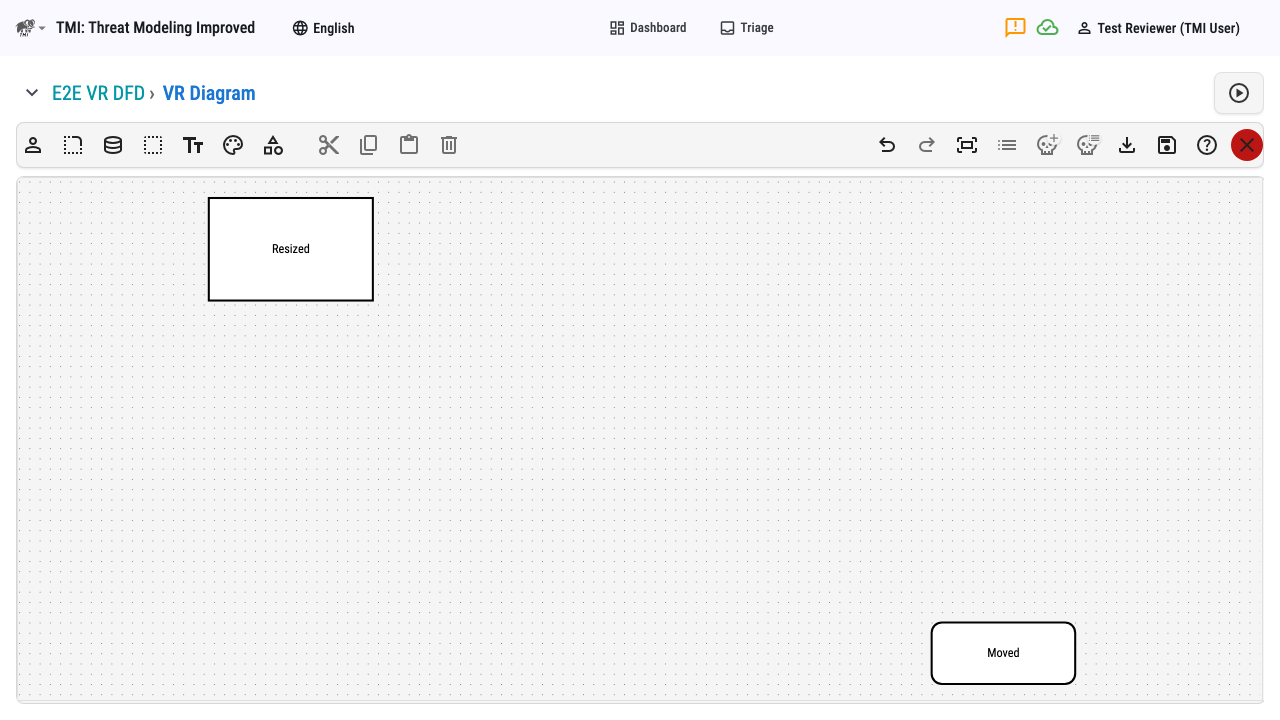 TMI: Threat Modeling Improved
English
Dashboard
Triage
Test Reviewer (TMI User)
E2E VR DFD › VR Diagram
Resized
Moved